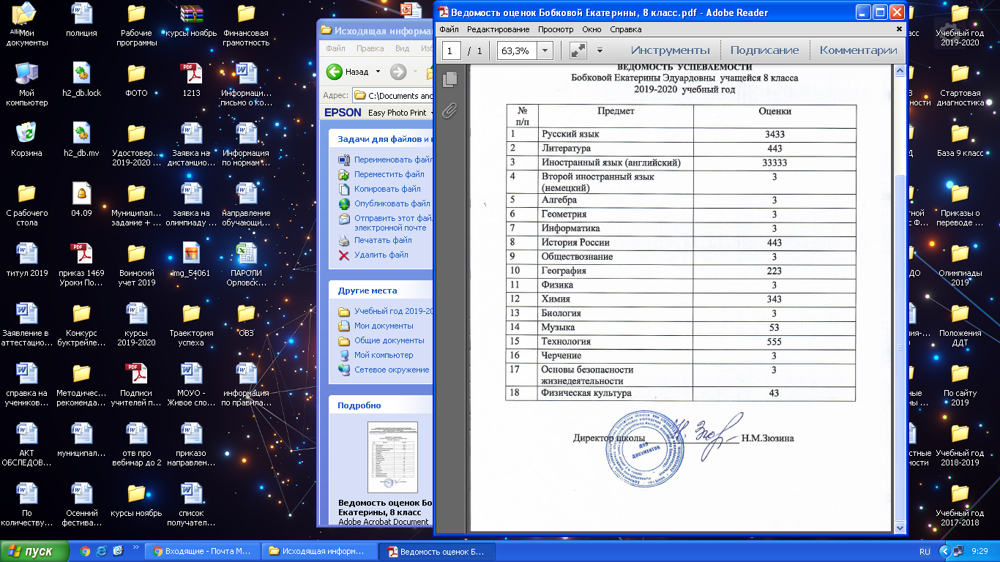 Мои документы
полиция
Рабочие программы
курсы ноябрь
Финансовая грамотность
Мой компьютер
h2_db.lock
ФОТО
1213
Информаци... письмо о ко...
Корзина
h2_db.mv
Удостовер... 2019-2020 ...
Заявка на дистанцио...
Информация по нормам...
С рабочего стола
04.09
Муниципал... задание + ...
заявка на олимпиаду ...
направление обучающи...
титул 2019
приказ 1469 Уроки По...
Воинский учет 2019
img_54061
ПАРОЛИ Орловск...
Заявление в аттестацио...
Конкурс буктрейле...
курсы 2019-2020
Траектория успеха
ОВЗ
справка на учеников...
Методичес... рекоменда...
Подписи учителей п...
МОУО - Живое сло...
информация по правила...
АКТ ОБСЛЕДОВ...
муниципал...
отчетро вебинар до 2
приказо направлен...
По количеству...
Осенний фестива...
курсы ноябрь
список получател...
Исходящая информ
Файл Правка Вид Изб
Назад
Адрес: C:\Documents and
EPSON Easy Photo Print
Задачи для файлов и п
Переименовать файл
Переместить файл
Копировать файл
Опубликовать файл
Отправить этот файл
электронной почте
Печатать файл
Удалить файл
Другие места
Учебный год 2019-20
Мои документы
Общие документы
Мой компьютер
Сетевое окружение
Подробно
Ведомость оценок Бо
Екатерины, 8 класс
Adobe Acrobat Document
Ведомость оценок Бобковой Екатерины, 8 класс.pdf - Adobe Reader
Файл Редактирование Просмотр Окно Справка
1 / 1 63,3% Инструменты Подписание Комментарии
ВЕДОМОСТЬ УСПЕВАЕМОСТИ
Бобковой Екатерины Эдуардовны учащейся 8 класса
2019-2020 учебный год
№ п/п Предмет Оценки
1 Русский язык 3433
2 Литература 443
3 Иностранный язык (английский) 33333
4 Второй иностранный язык (немецкий) 3
5 Алгебра 3
6 Геометрия 3
7 Информатика 3
8 История России 443
9 Обществознание 3
10 География 223
11 Физика 3
12 Химия 343
13 Биология 3
14 Музыка 53
15 Технология 555
16 Черчение 3
17 Основы безопасности жизнедеятельности 3
18 Физическая культура 43
Директор школы Н.М.Зюзина
ДЛЯ
ДОКУМЕНТОВ
Учебный год 2019-2020
Стартовая диагностика
База 9 класс
Приказы о переводе ...
Олимпиады 2019
Положения ДДТ
По сайту 2019
Учебный год 2018-2019
Учебный год 2017-2018
пуск
Входящие - Почта M...
Исходящая информ...
Ведомость оценок Б...
RU
9:29